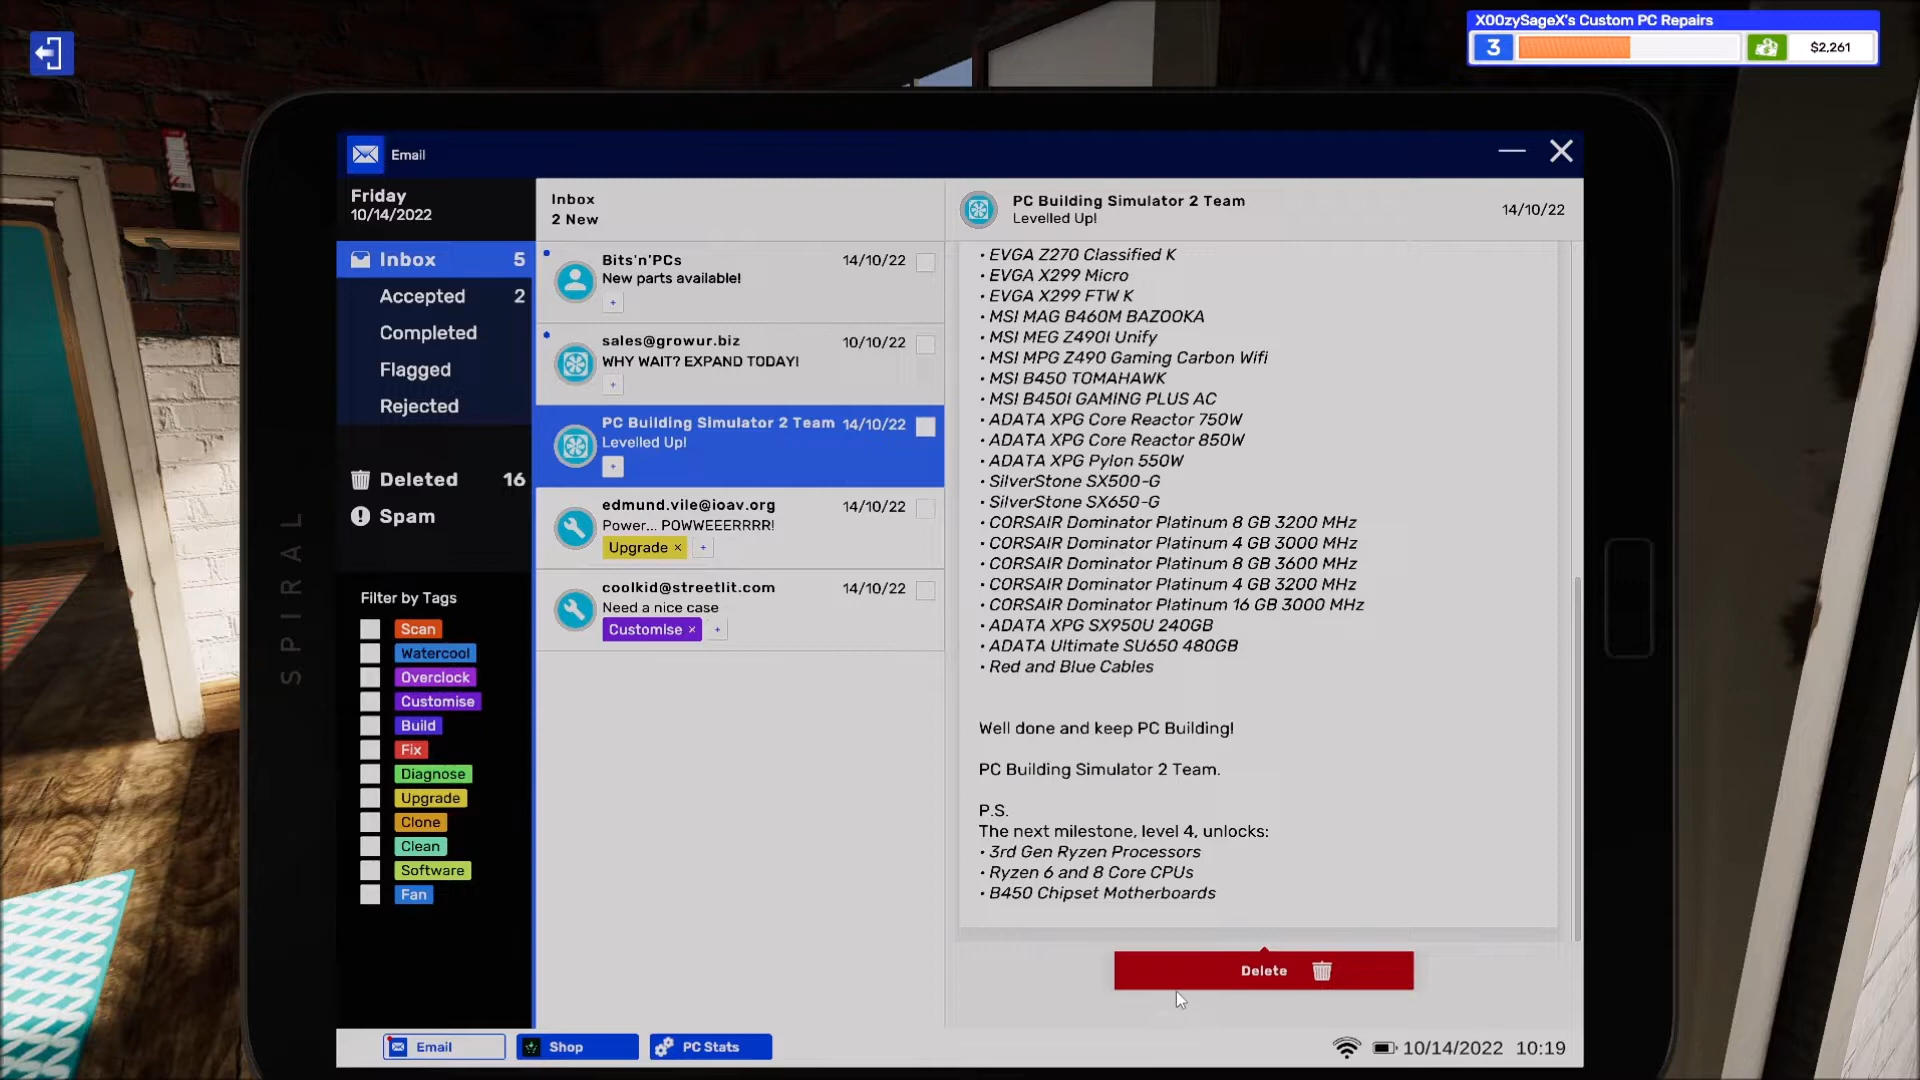 X00zySageX's Custom PC Repairs
3
$2,261
SPIRAL
Email
Friday
10/14/2022
Inbox 5
Accepted 2
Completed
Flagged
Rejected
Deleted 16
Spam
Filter by Tags
Scan
Watercool
Overclock
Customise
Build
Fix
Diagnose
Upgrade
Clone
Clean
Software
Fan
Inbox
2 New
Bits'n'PCs 14/10/22
New parts available!
+
sales@growur.biz 10/10/22
WHY WAIT? EXPAND TODAY!
+
PC Building Simulator 2 Team 14/10/22
Levelled Up!
+
edmund.vile@ioav.org 14/10/22
Power... POWWEEERRRR!
Upgrade × +
coolkid@streetlit.com 14/10/22
Need a nice case
Customise × +
PC Building Simulator 2 Team
Levelled Up!
14/10/22
• EVGA Z270 Classified K
• EVGA X299 Micro
• EVGA X299 FTW K
• MSI MAG B460M BAZOOKA
• MSI MEG Z490I Unify
• MSI MPG Z490 Gaming Carbon Wifi
• MSI B450 TOMAHAWK
• MSI B450I GAMING PLUS AC
• ADATA XPG Core Reactor 750W
• ADATA XPG Core Reactor 850W
• ADATA XPG Pylon 550W
• SilverStone SX500-G
• SilverStone SX650-G
• CORSAIR Dominator Platinum 8 GB 3200 MHz
• CORSAIR Dominator Platinum 4 GB 3000 MHz
• CORSAIR Dominator Platinum 8 GB 3600 MHz
• CORSAIR Dominator Platinum 4 GB 3200 MHz
• CORSAIR Dominator Platinum 16 GB 3000 MHz
• ADATA XPG SX950U 240GB
• ADATA Ultimate SU650 480GB
• Red and Blue Cables
Well done and keep PC Building!
PC Building Simulator 2 Team.
P.S.
The next milestone, level 4, unlocks:
• 3rd Gen Ryzen Processors
• Ryzen 6 and 8 Core CPUs
• B450 Chipset Motherboards
Delete
Email
Shop
PC Stats
10/14/2022 10:19